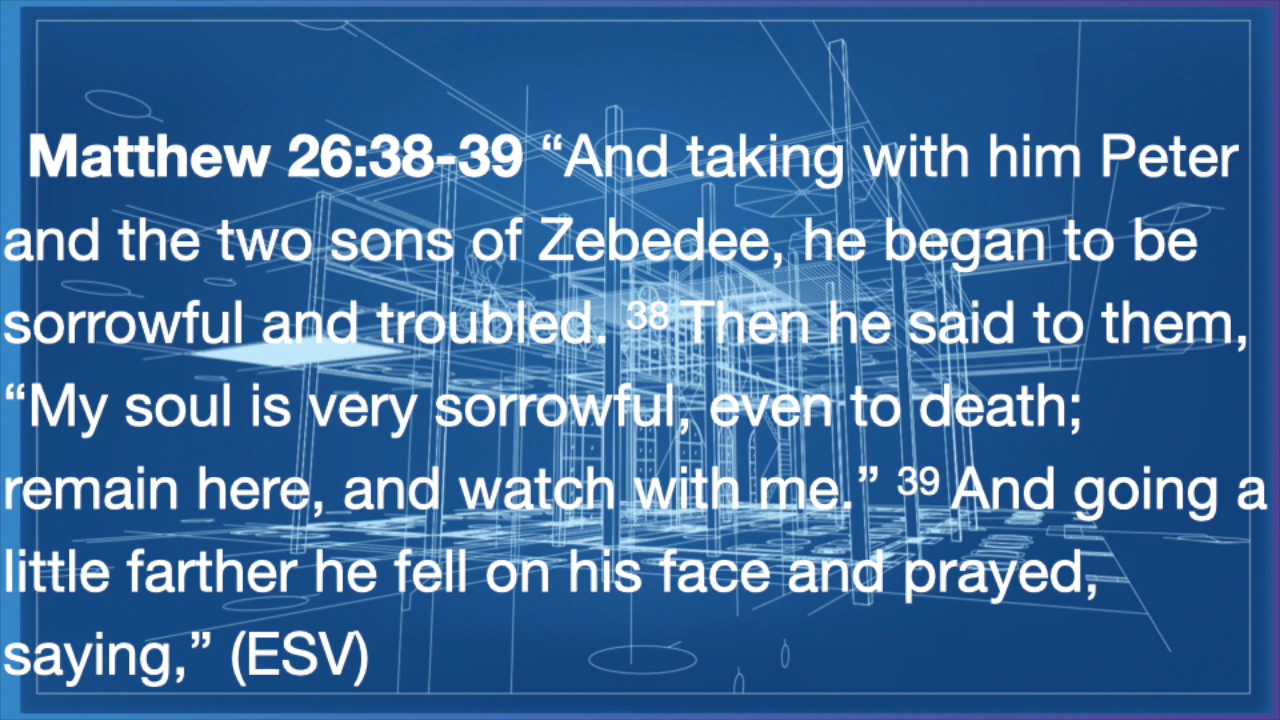 Matthew 26:38-39 “And taking with him Peter
and the two sons of Zebedee, he began to be
sorrowful and troubled. 38 Then he said to them,
“My soul is very sorrowful, even to death;
remain here, and watch with me.” 39 And going a
little farther he fell on his face and prayed,
saying,” (ESV)